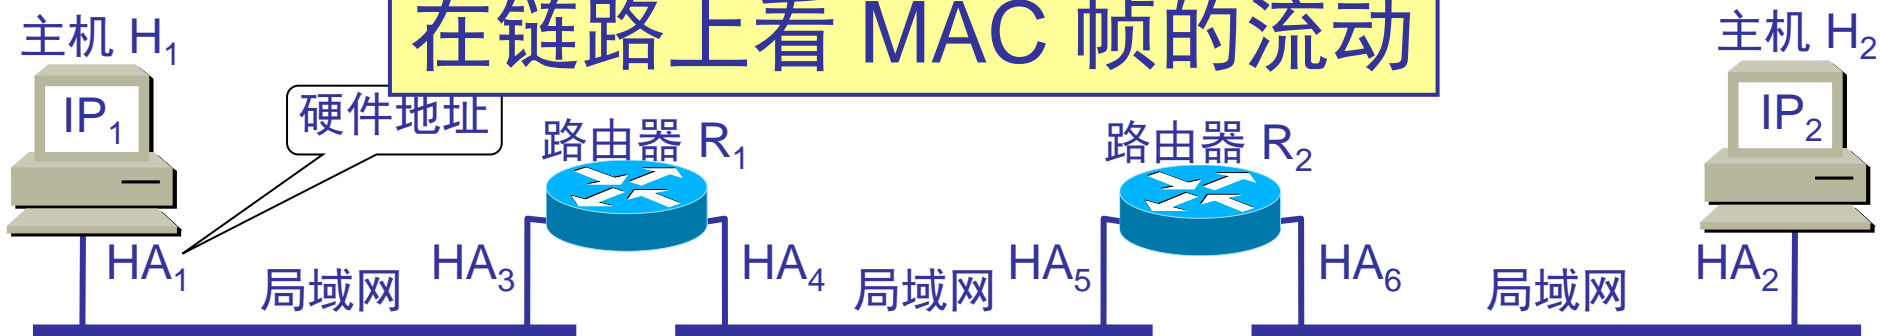 在链路上看 MAC 帧的流动
主机 H₁
主机 H₂
IP₁
硬件地址
路由器 R₁
路由器 R₂
IP₂
HA₁
局域网
HA₃
HA₄
局域网
HA₅
HA₆
局域网
HA₂